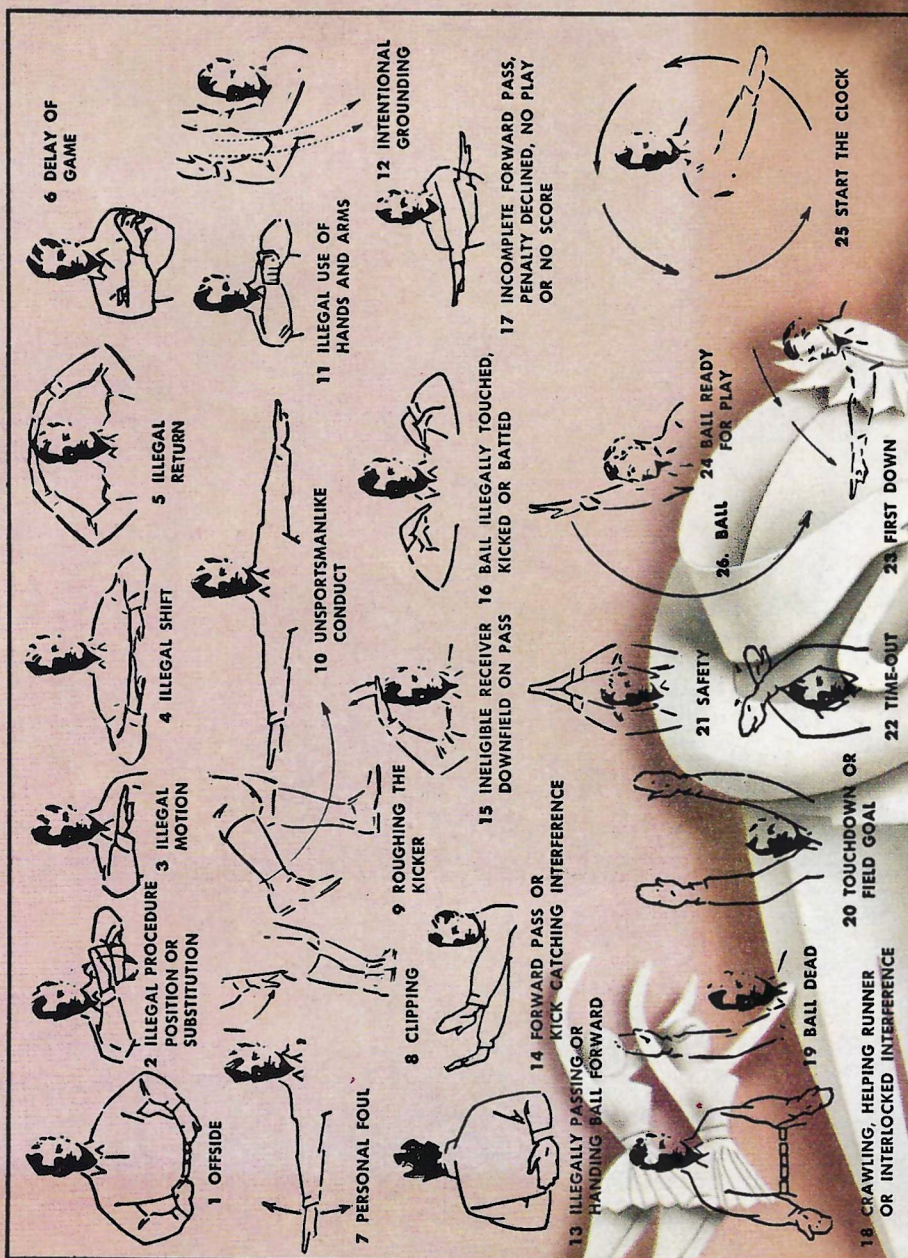 1 OFFSIDE
2 ILLEGAL PROCEDURE
POSITION OR
SUBSTITUTION
3 ILLEGAL
MOTION
4 ILLEGAL SHIFT
5 ILLEGAL
RETURN
6 DELAY OF
GAME
7 PERSONAL FOUL
8 CLIPPING
9 ROUGHING THE
KICKER
10 UNSPORTSMANLIKE
CONDUCT
11 ILLEGAL USE OF
HANDS AND ARMS
12 INTENTIONAL
GROUNDING
13 ILLEGALLY PASSING OR
HANDING BALL FORWARD
14 FORWARD PASS OR
KICK CATCHING INTERFERENCE
15 INELIGIBLE RECEIVER
DOWNFIELD ON PASS
16 BALL ILLEGALLY TOUCHED,
KICKED OR BATTED
17 INCOMPLETE FORWARD PASS,
PENALTY DECLINED, NO PLAY
OR NO SCORE
18 CRAWLING, HELPING RUNNER
OR INTERLOCKED INTERFERENCE
19 BALL DEAD
20 TOUCHDOWN OR
FIELD GOAL
21 SAFETY
22 TIME-OUT
23 FIRST DOWN
26. BALL
24 BALL READY
FOR PLAY
25 START THE CLOCK